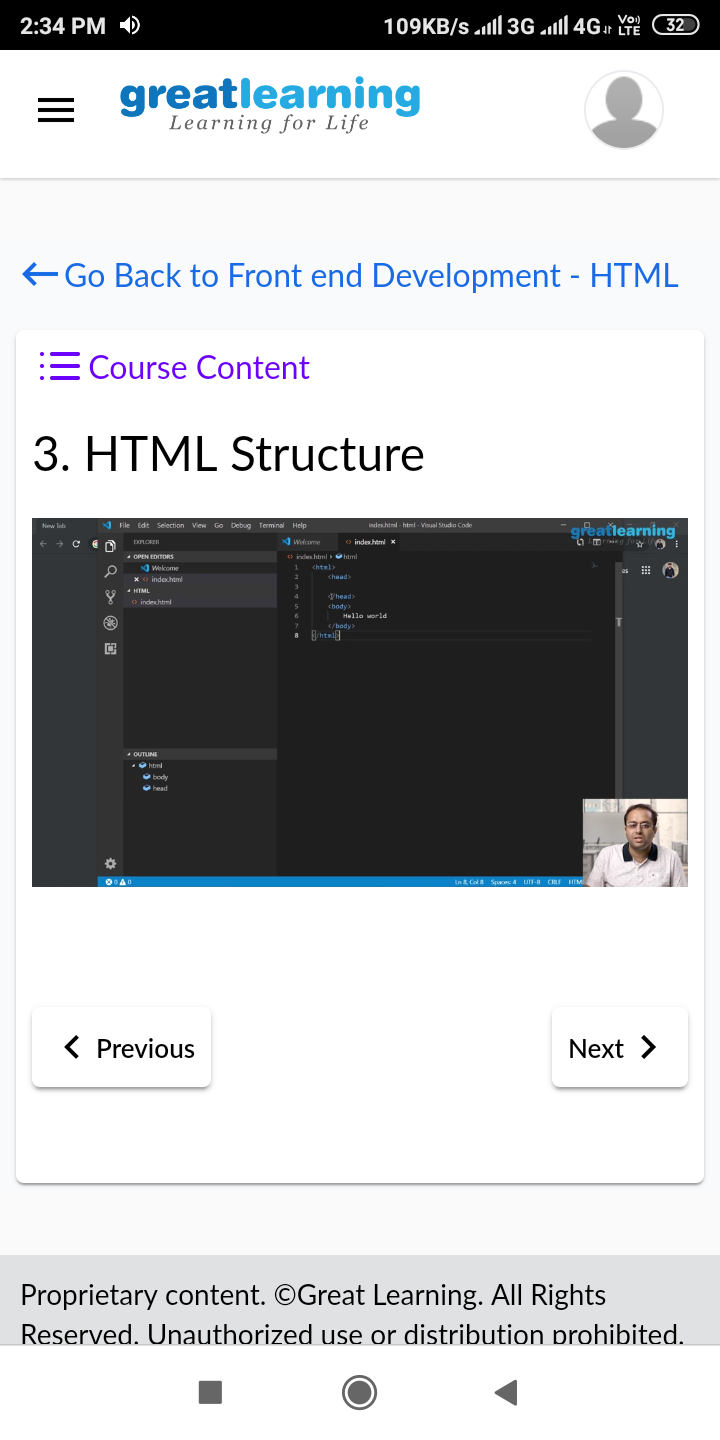 2:34 PM 109KB/s 3G 4G Vo)) LTE 32
greatlearning
Learning for Life
Go Back to Front end Development - HTML
Course Content
3. HTML Structure
New Tab File Edit Selection View Go Debug Terminal Help index.html - html - Visual Studio Code
greatlearning
EXPLORER Welcome index.html
OPEN EDITORS index.html html
Welcome
index.html
HTML
index.html
1 <html>
2 <head>
3
4 </head>
5 <body>
6 Hello world
7 </body>
8 </html>
OUTLINE
html
body
head
0 0 Ln 8, Col 8 Spaces: 4 UTF-8 CRLF HTM
Previous Next
Proprietary content. ©Great Learning. All Rights
Reserved. Unauthorized use or distribution prohibited.